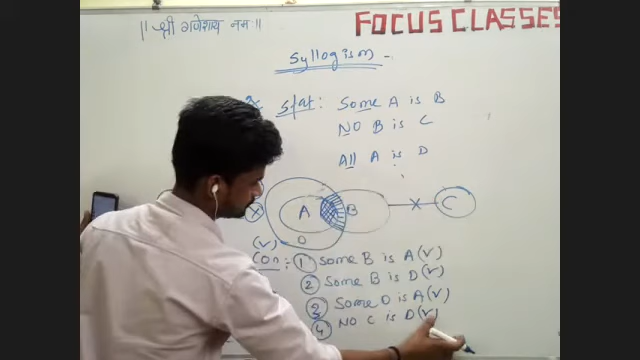 || श्री गणेशाय नमः ||
FOCUS CLASSES
Syllogism
Ex Stat: Some A is B
NO B is C
All A is D
A B C
D
(X)
(V)
Con: ① Some B is A (V)
② Some B is D (V)
③ Some D is A (V)
④ NO C is D (V)